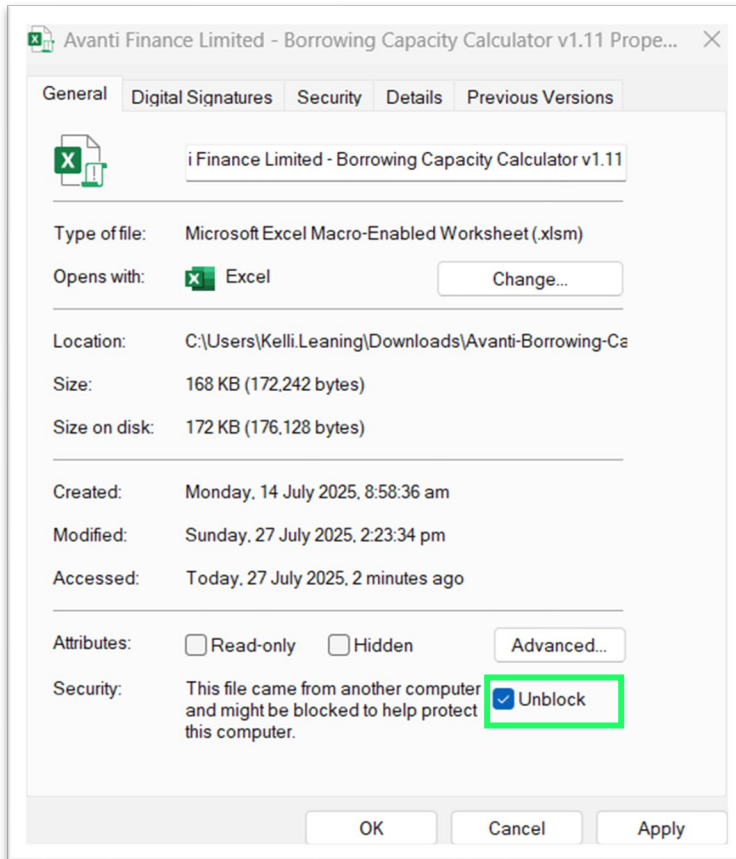 Avanti Finance Limited - Borrowing Capacity Calculator v1.11 Prope...
General Digital Signatures Security Details Previous Versions
i Finance Limited - Borrowing Capacity Calculator v1.11
Type of file: Microsoft Excel Macro-Enabled Worksheet (.xlsm)
Opens with: Excel Change...
Location: C:\Users\Kelli.Leaning\Downloads\Avanti-Borrowing-Ca
Size: 168 KB (172,242 bytes)
Size on disk: 172 KB (176,128 bytes)
Created: Monday, 14 July 2025, 8:58:36 am
Modified: Sunday, 27 July 2025, 2:23:34 pm
Accessed: Today, 27 July 2025, 2 minutes ago
Attributes: Read-only Hidden Advanced...
Security: This file came from another computer
and might be blocked to help protect
this computer.
Unblock
OK Cancel Apply